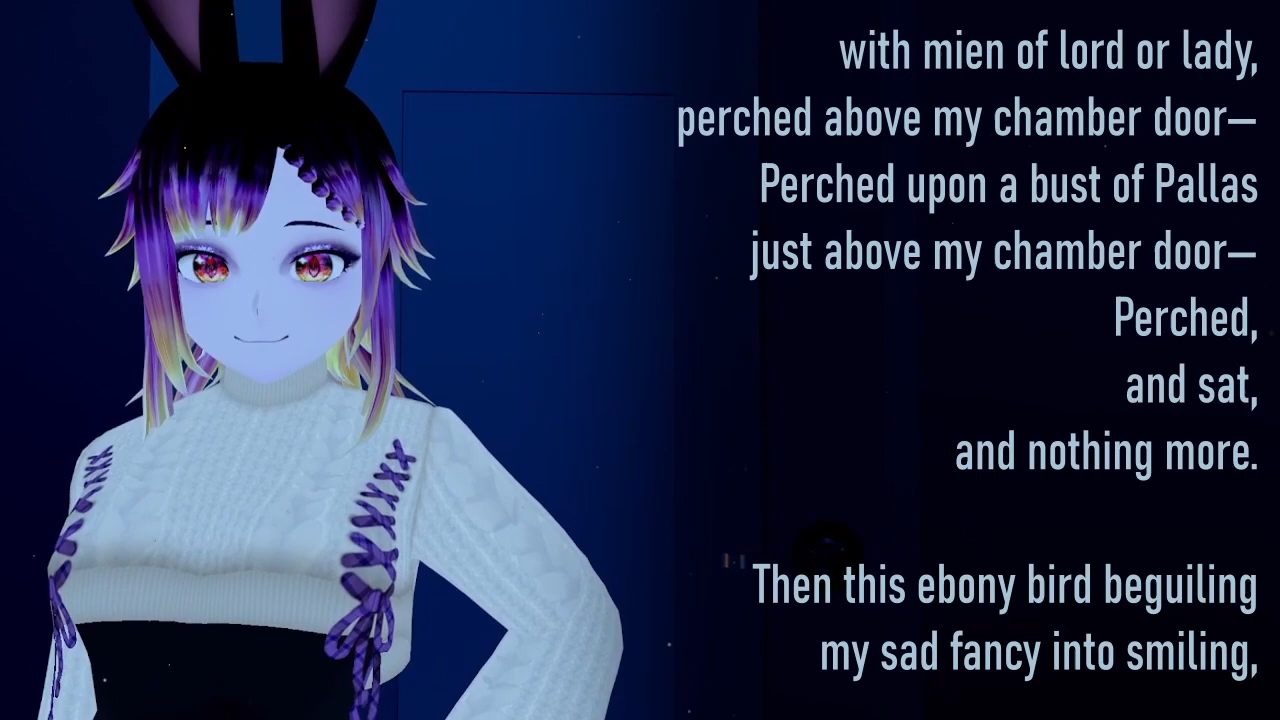 with mien of lord or lady,
perched above my chamber door—
Perched upon a bust of Pallas
just above my chamber door—
Perched,
and sat,
and nothing more.
Then this ebony bird beguiling
my sad fancy into smiling,